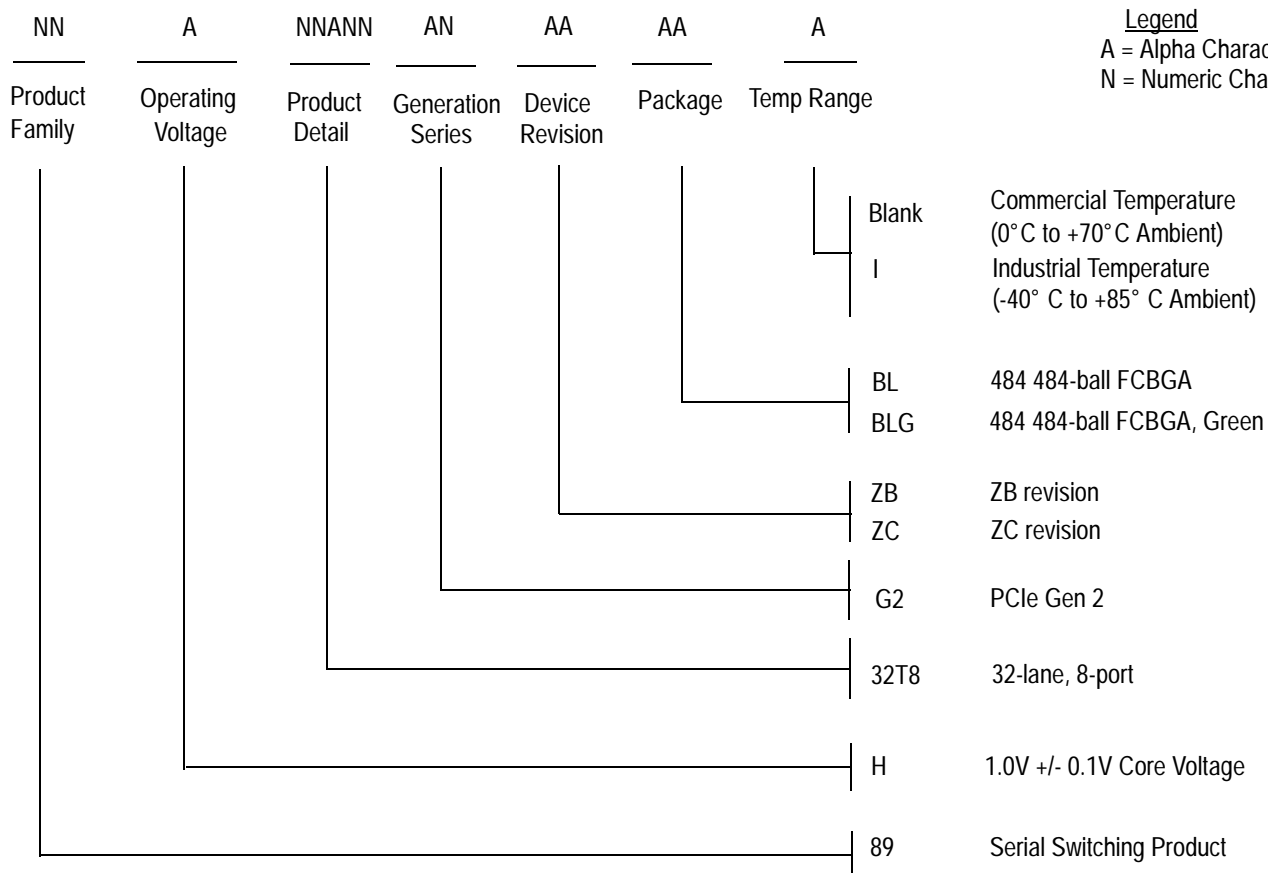 NN A NNANN AN AA AA A
Legend
A = Alpha Charac
N = Numeric Cha
Product Family
Operating Voltage
Product Detail
Generation Series
Device Revision
Package
Temp Range
Blank Commercial Temperature
(0°C to +70°C Ambient)
I Industrial Temperature
(-40° C to +85° C Ambient)
BL 484 484-ball FCBGA
BLG 484 484-ball FCBGA, Green
ZB ZB revision
ZC ZC revision
G2 PCIe Gen 2
32T8 32-lane, 8-port
H 1.0V +/- 0.1V Core Voltage
89 Serial Switching Product